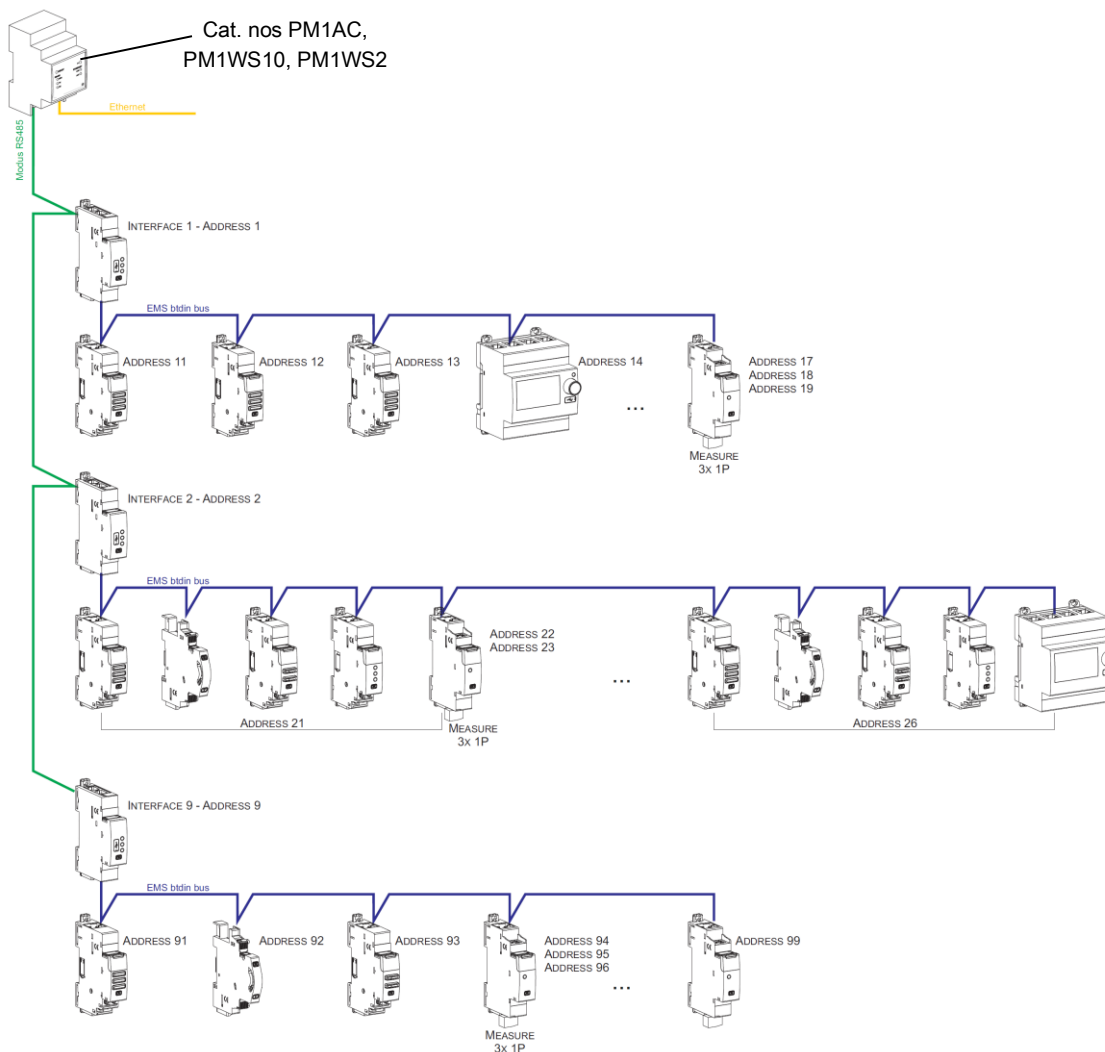 Cat. nos PM1AC,
PM1WS10, PM1WS2
Ethernet
Modus RS485
INTERFACE 1 - ADDRESS 1
EMS btdin bus
ADDRESS 11
ADDRESS 12
ADDRESS 13
ADDRESS 14
...
ADDRESS 17
ADDRESS 18
ADDRESS 19
MEASURE
3X 1P
INTERFACE 2 - ADDRESS 2
EMS btdin bus
ADDRESS 22
ADDRESS 23
...
ADDRESS 21
MEASURE
3X 1P
ADDRESS 26
INTERFACE 9 - ADDRESS 9
EMS btdin bus
ADDRESS 91
ADDRESS 92
ADDRESS 93
ADDRESS 94
ADDRESS 95
ADDRESS 96
...
ADDRESS 99
MEASURE
3X 1P